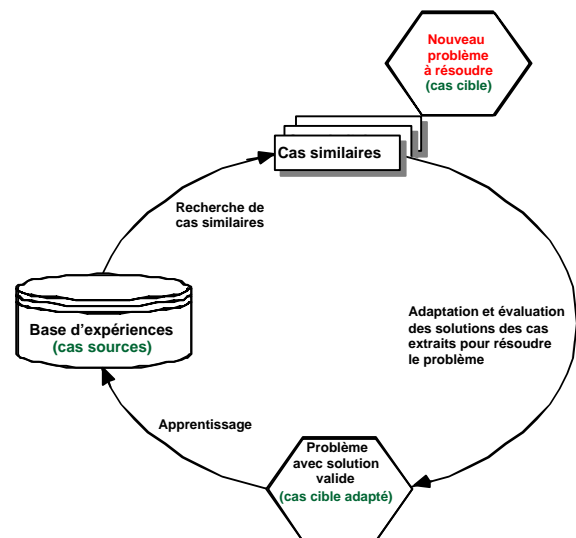 Nouveau
problème
à résoudre
(cas cible)
Cas similaires
Recherche de
cas similaires
Base d'expériences
(cas sources)
Adaptation et évaluation
des solutions des cas
extraits pour résoudre
le problème
Apprentissage
Problème
avec solution
valide
(cas cible adapté)